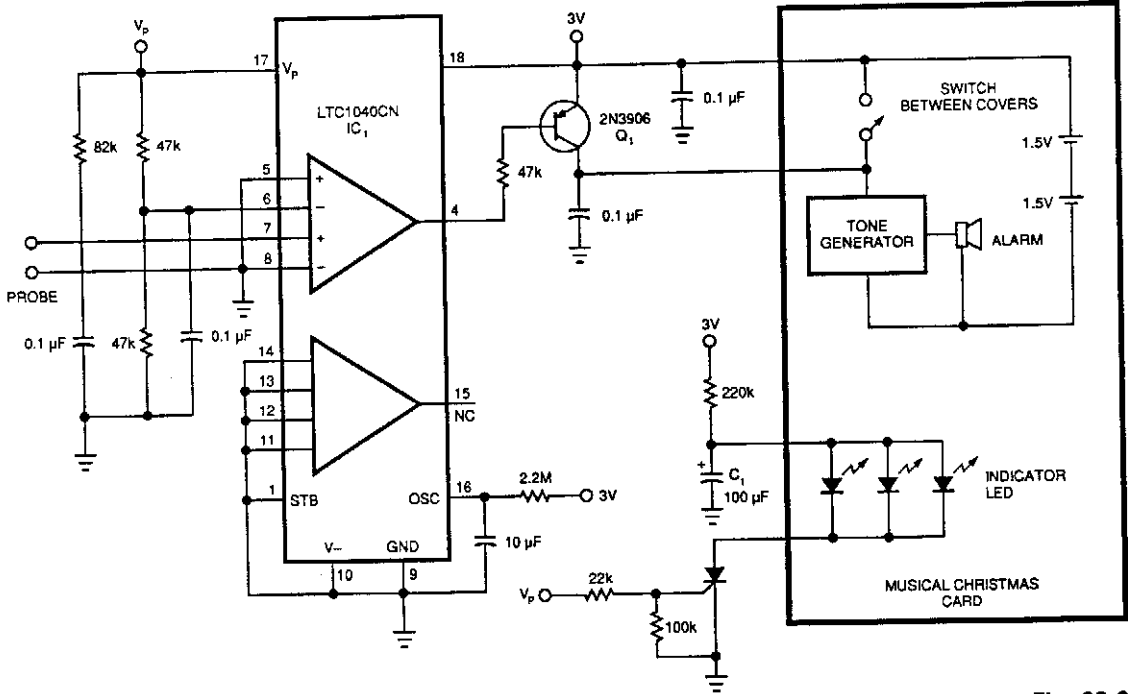 Vp
17
Vp
82k
47k
0.1 µF
47k
0.1 µF
PROBE
LTC1040CN
IC1
5
+
6
−
7
+
8
−
4
18
14
13
12
11
15
NC
1
STB
OSC
16
V−
GND
10
9
2.2M
3V
10 µF
3V
2N3906
Q1
47k
0.1 µF
0.1 µF
SWITCH
BETWEEN COVERS
1.5V
1.5V
TONE
GENERATOR
ALARM
3V
220k
+
C1
100 µF
INDICATOR
LED
Vp
22k
100k
MUSICAL CHRISTMAS
CARD